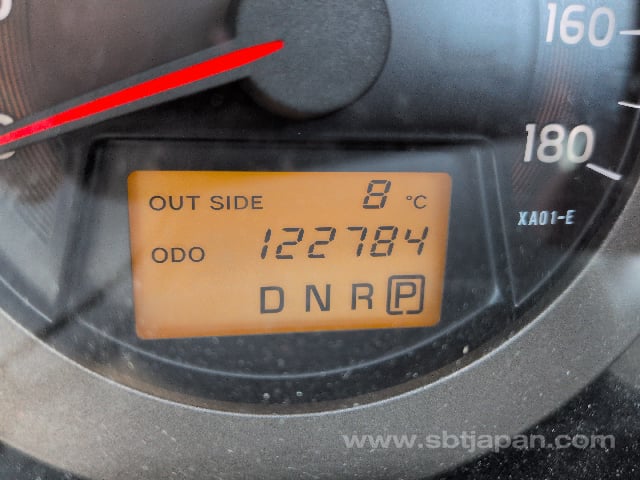 160
180
OUT SIDE 8 °C
XA01-E
ODO 122784
D N R P
www.sbtjapan.com